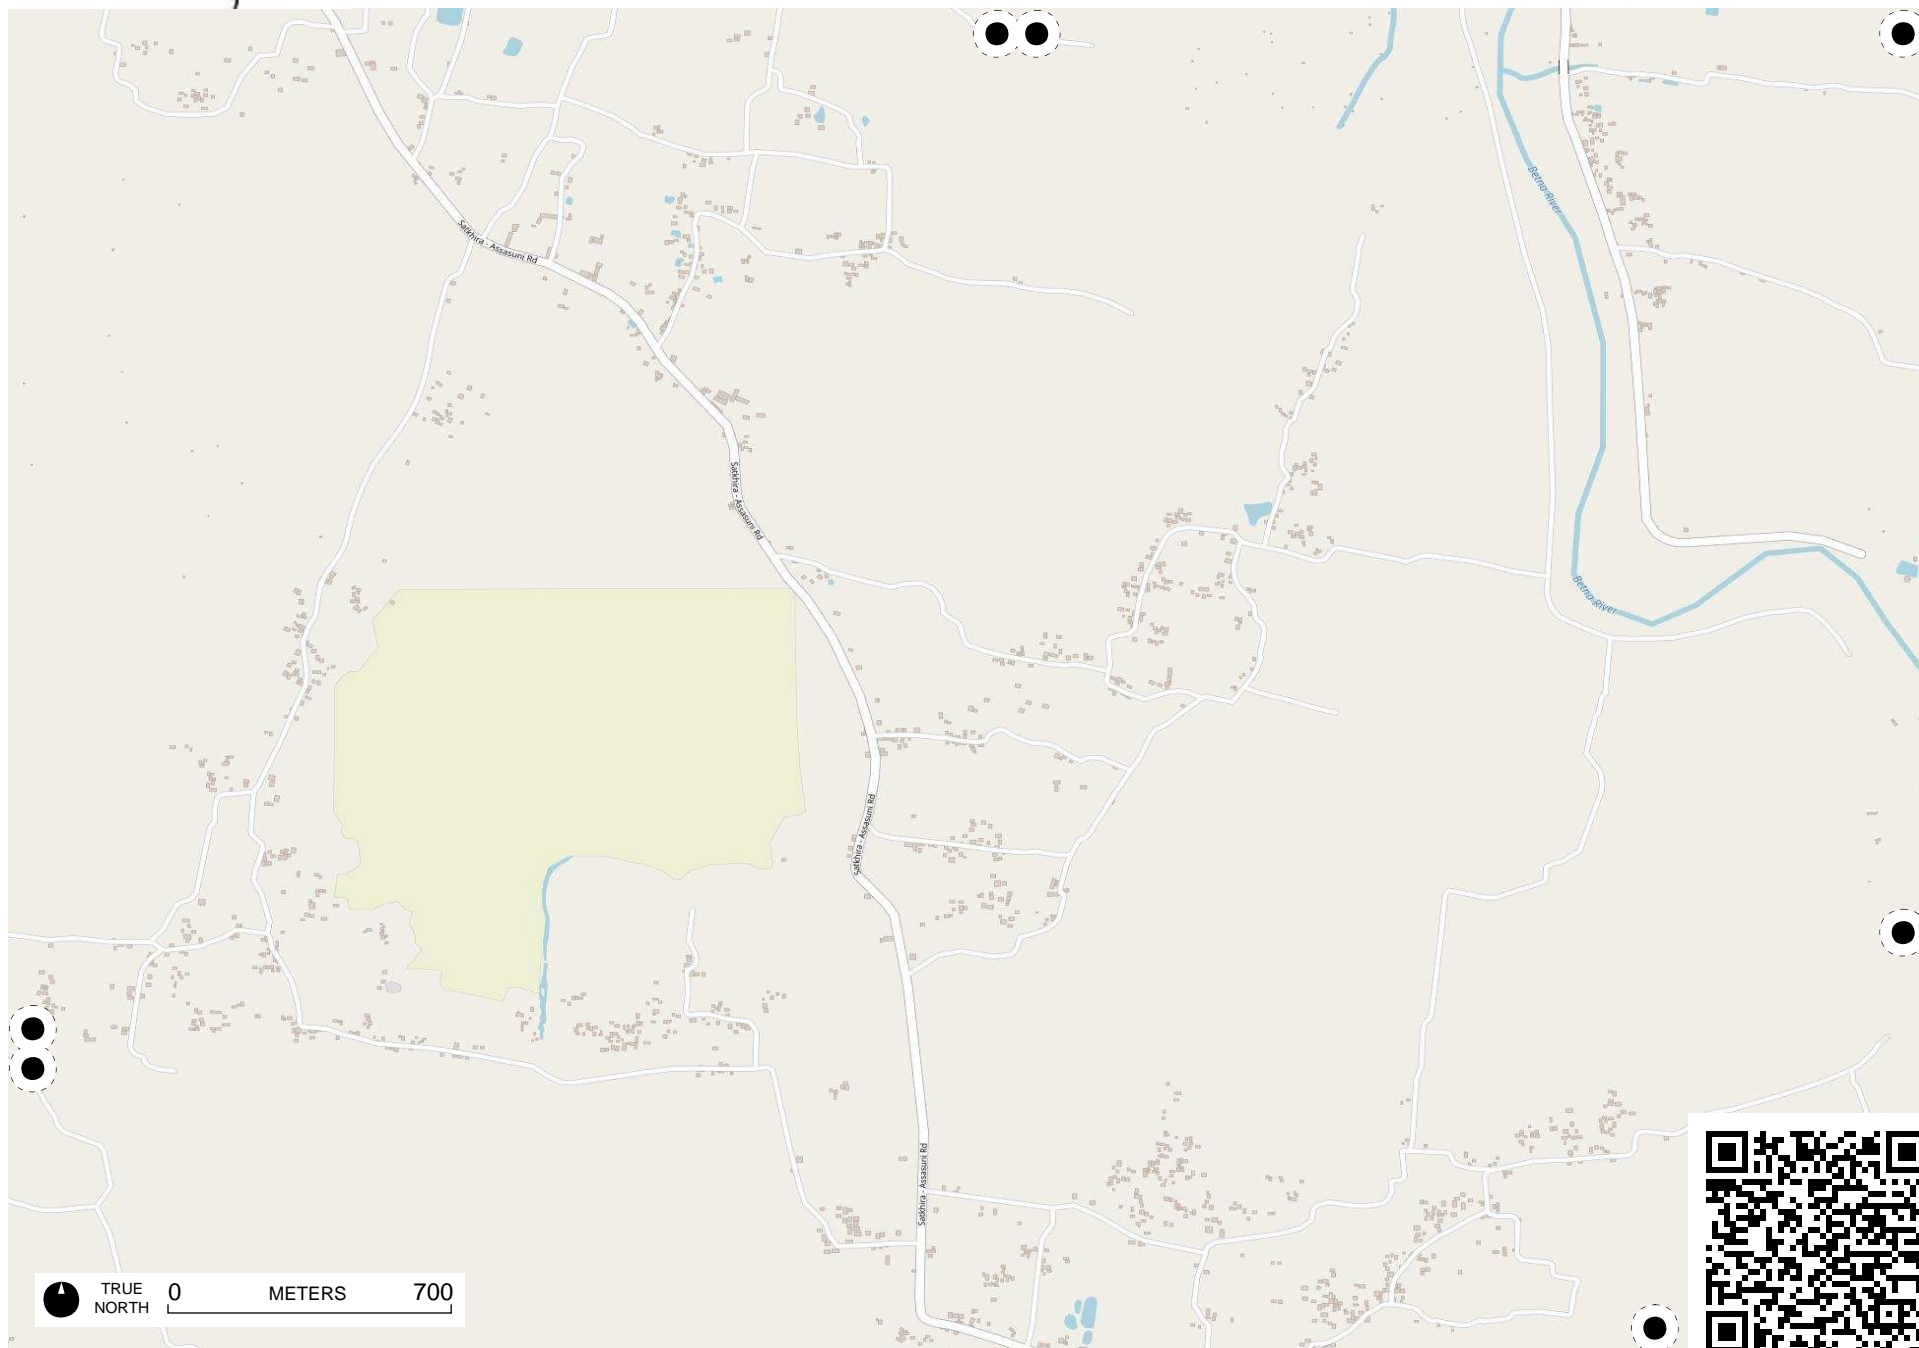 Betna River
Satkhira - Assasuni Rd
Satkhira - Assasuni Rd
Betna River
Satkhira - Assasuni Rd
Satkhira - Assasuni Rd
TRUE
NORTH
0 METERS 700